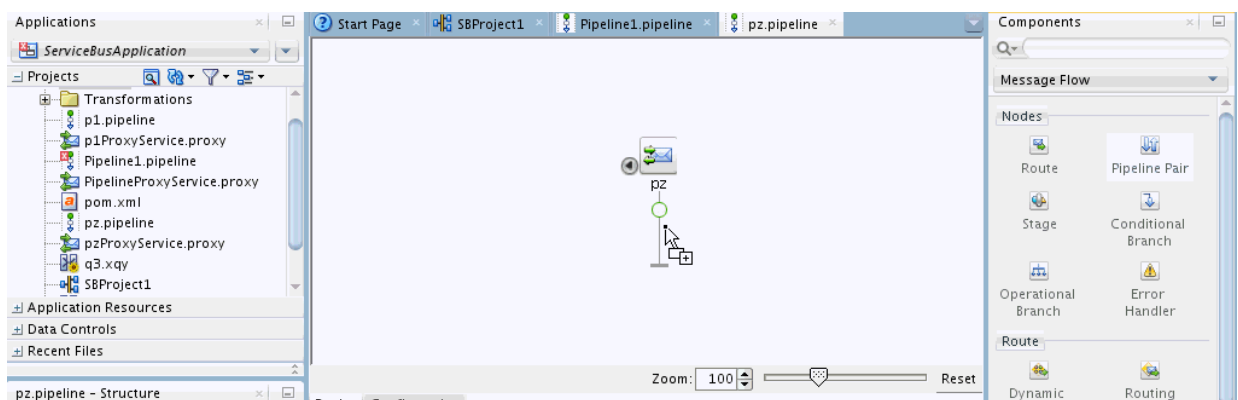 Applications
ServiceBusApplication
Projects
Transformations
p1.pipeline
p1ProxyService.proxy
Pipeline1.pipeline
PipelineProxyService.proxy
pom.xml
pz.pipeline
pzProxyService.proxy
q3.xqy
SBProject1
Application Resources
Data Controls
Recent Files
pz.pipeline - Structure
Start Page
SBProject1
Pipeline1.pipeline
pz.pipeline
pz
Zoom: 100
Reset
Components
Message Flow
Nodes
Route
Pipeline Pair
Stage
Conditional
Branch
Operational
Branch
Error
Handler
Route
Dynamic
Routing